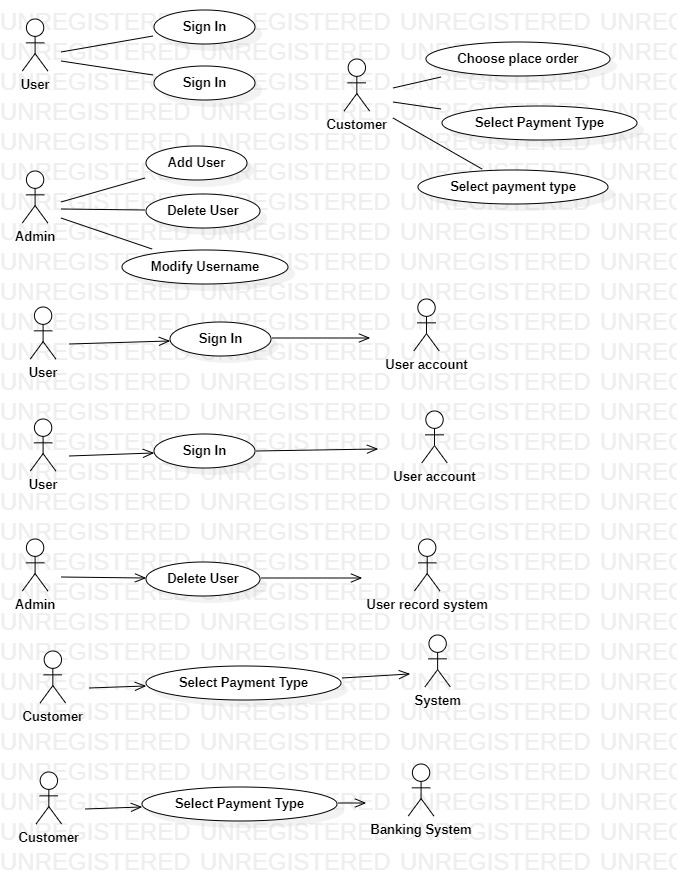 Sign In
User
Sign In
Choose place order
Customer
Select Payment Type
Select payment type
Add User
Admin
Delete User
Modify Username
User
Sign In
User account
User
Sign In
User account
Admin
Delete User
User record system
Customer
Select Payment Type
System
Customer
Select Payment Type
Banking System
UNREGISTERED